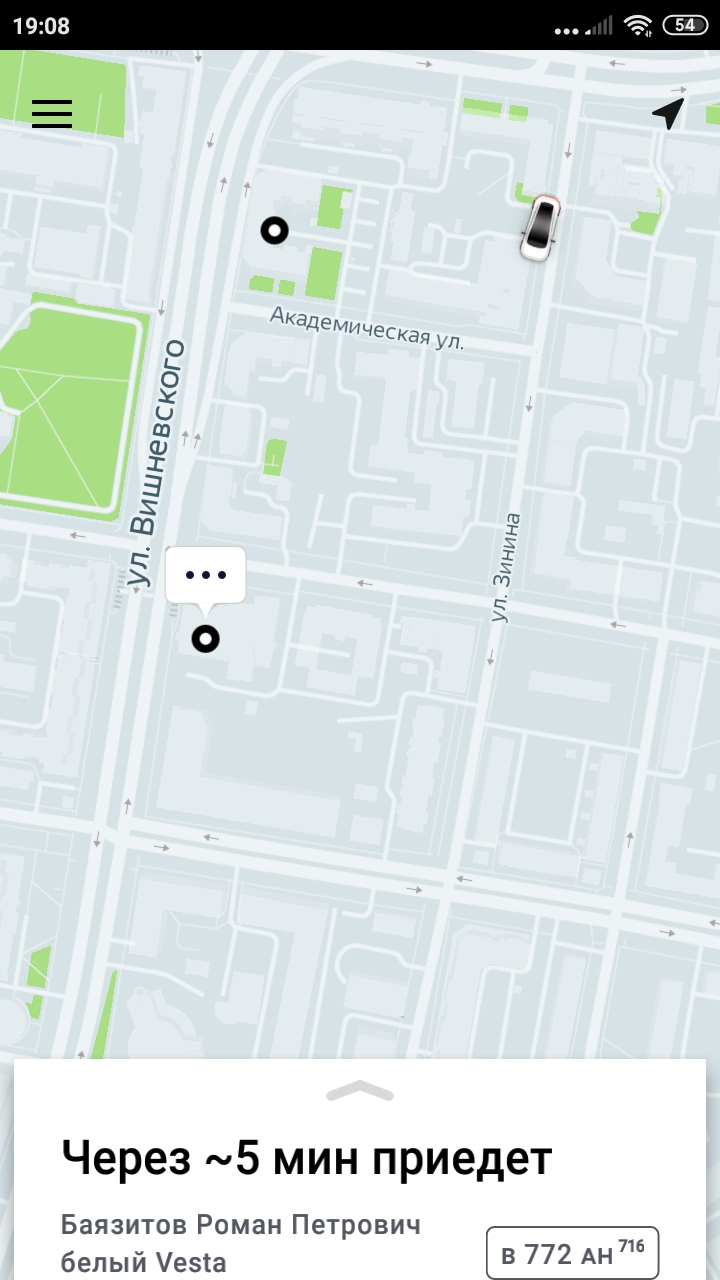 19:08
54
Академическая ул.
ул. Вишневского
ул. Зинина
Через ~5 мин приедет
Баязитов Роман Петрович
белый Vesta
в 772 ан 716